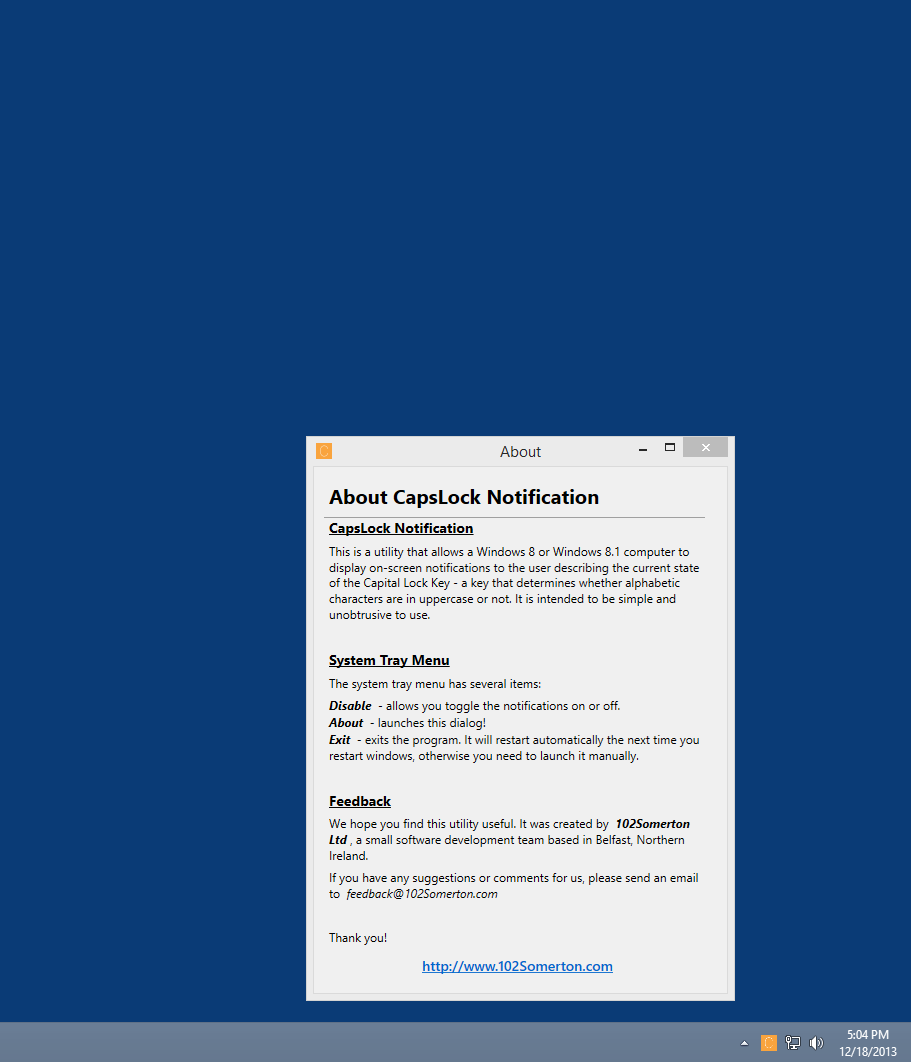 C About
About CapsLock Notification
CapsLock Notification
This is a utility that allows a Windows 8 or Windows 8.1 computer to
display on-screen notifications to the user describing the current state
of the Capital Lock Key - a key that determines whether alphabetic
characters are in uppercase or not. It is intended to be simple and
unobtrusive to use.
System Tray Menu
The system tray menu has several items:
Disable - allows you toggle the notifications on or off.
About - launches this dialog!
Exit - exits the program. It will restart automatically the next time you
restart windows, otherwise you need to launch it manually.
Feedback
We hope you find this utility useful. It was created by 102Somerton
Ltd , a small software development team based in Belfast, Northern
Ireland.
If you have any suggestions or comments for us, please send an email
to feedback@102Somerton.com
Thank you!
http://www.102Somerton.com
C 5:04 PM
12/18/2013